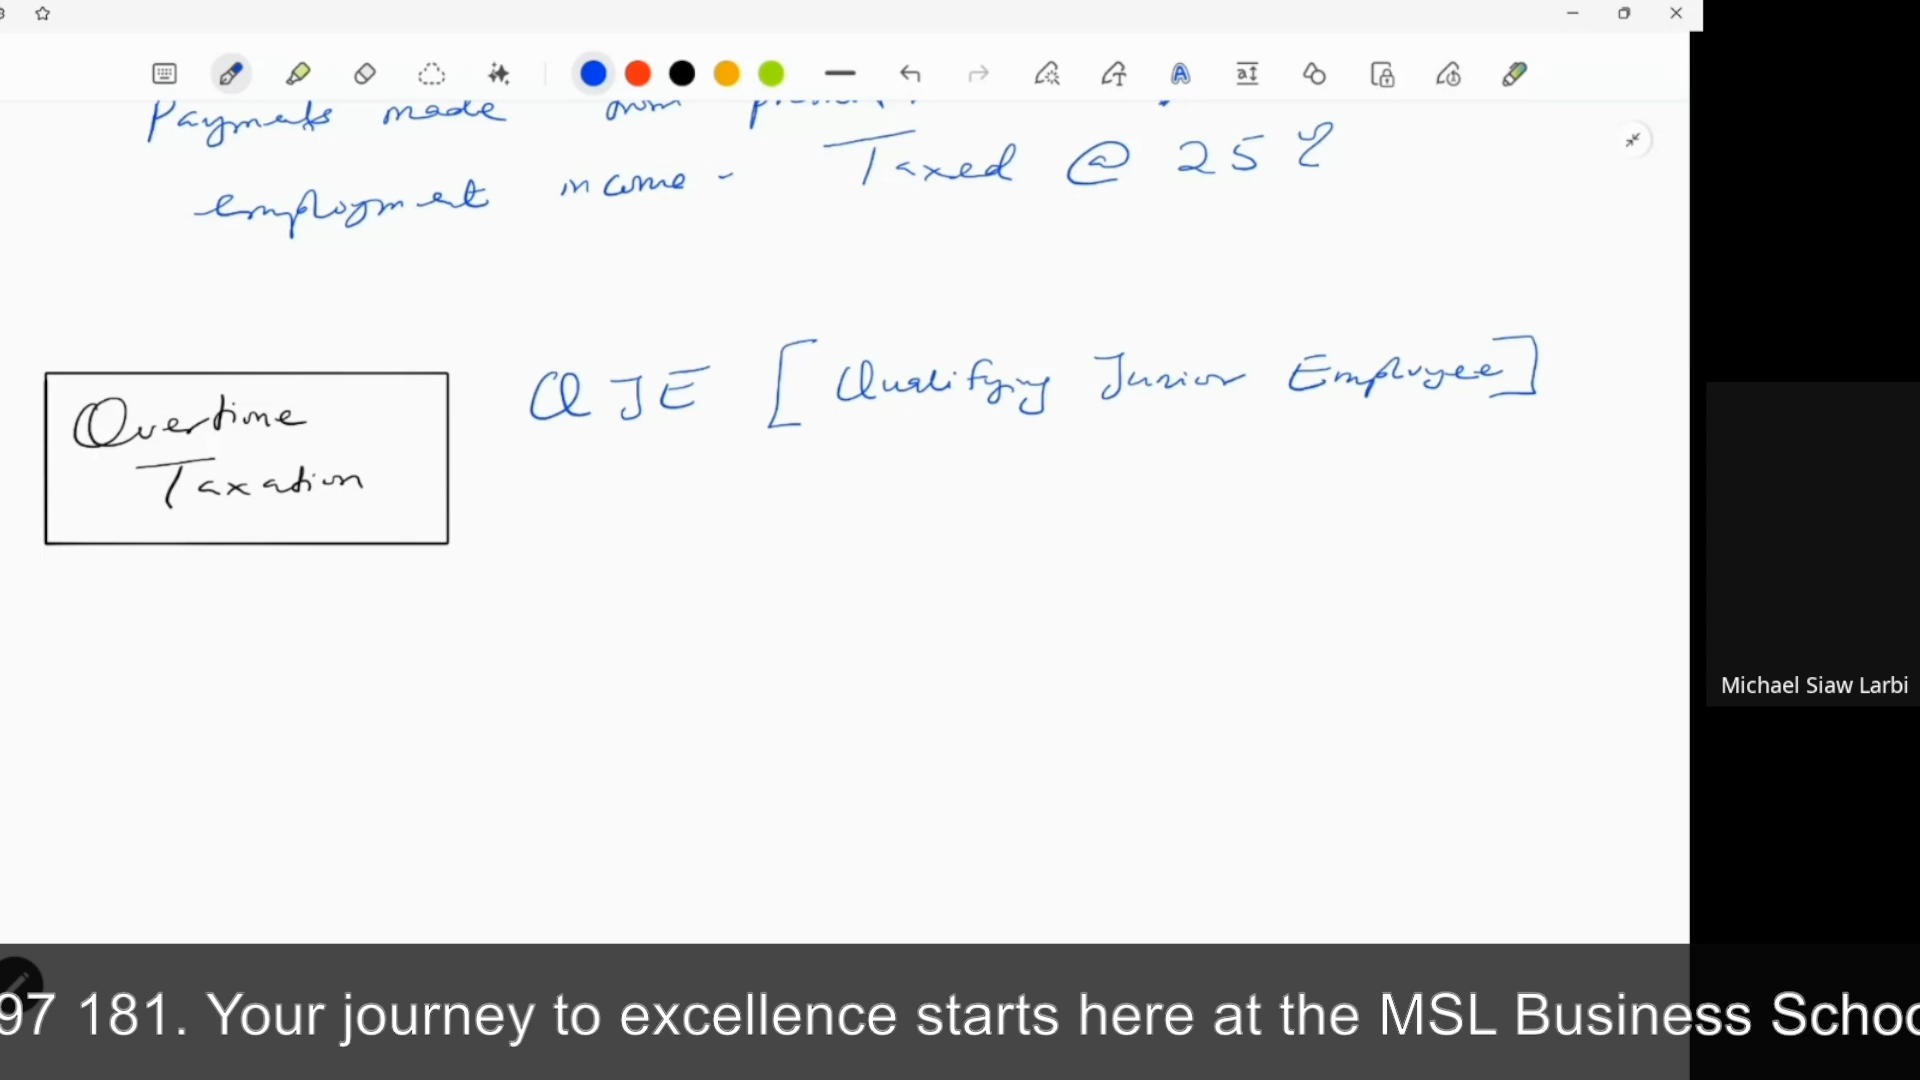 Payments made from
employment income - Taxed @ 25%
Overtime
Taxation
QJE [Qualifying Junior Employee]
Michael Siaw Larbi
97 181. Your journey to excellence starts here at the MSL Business Schoo